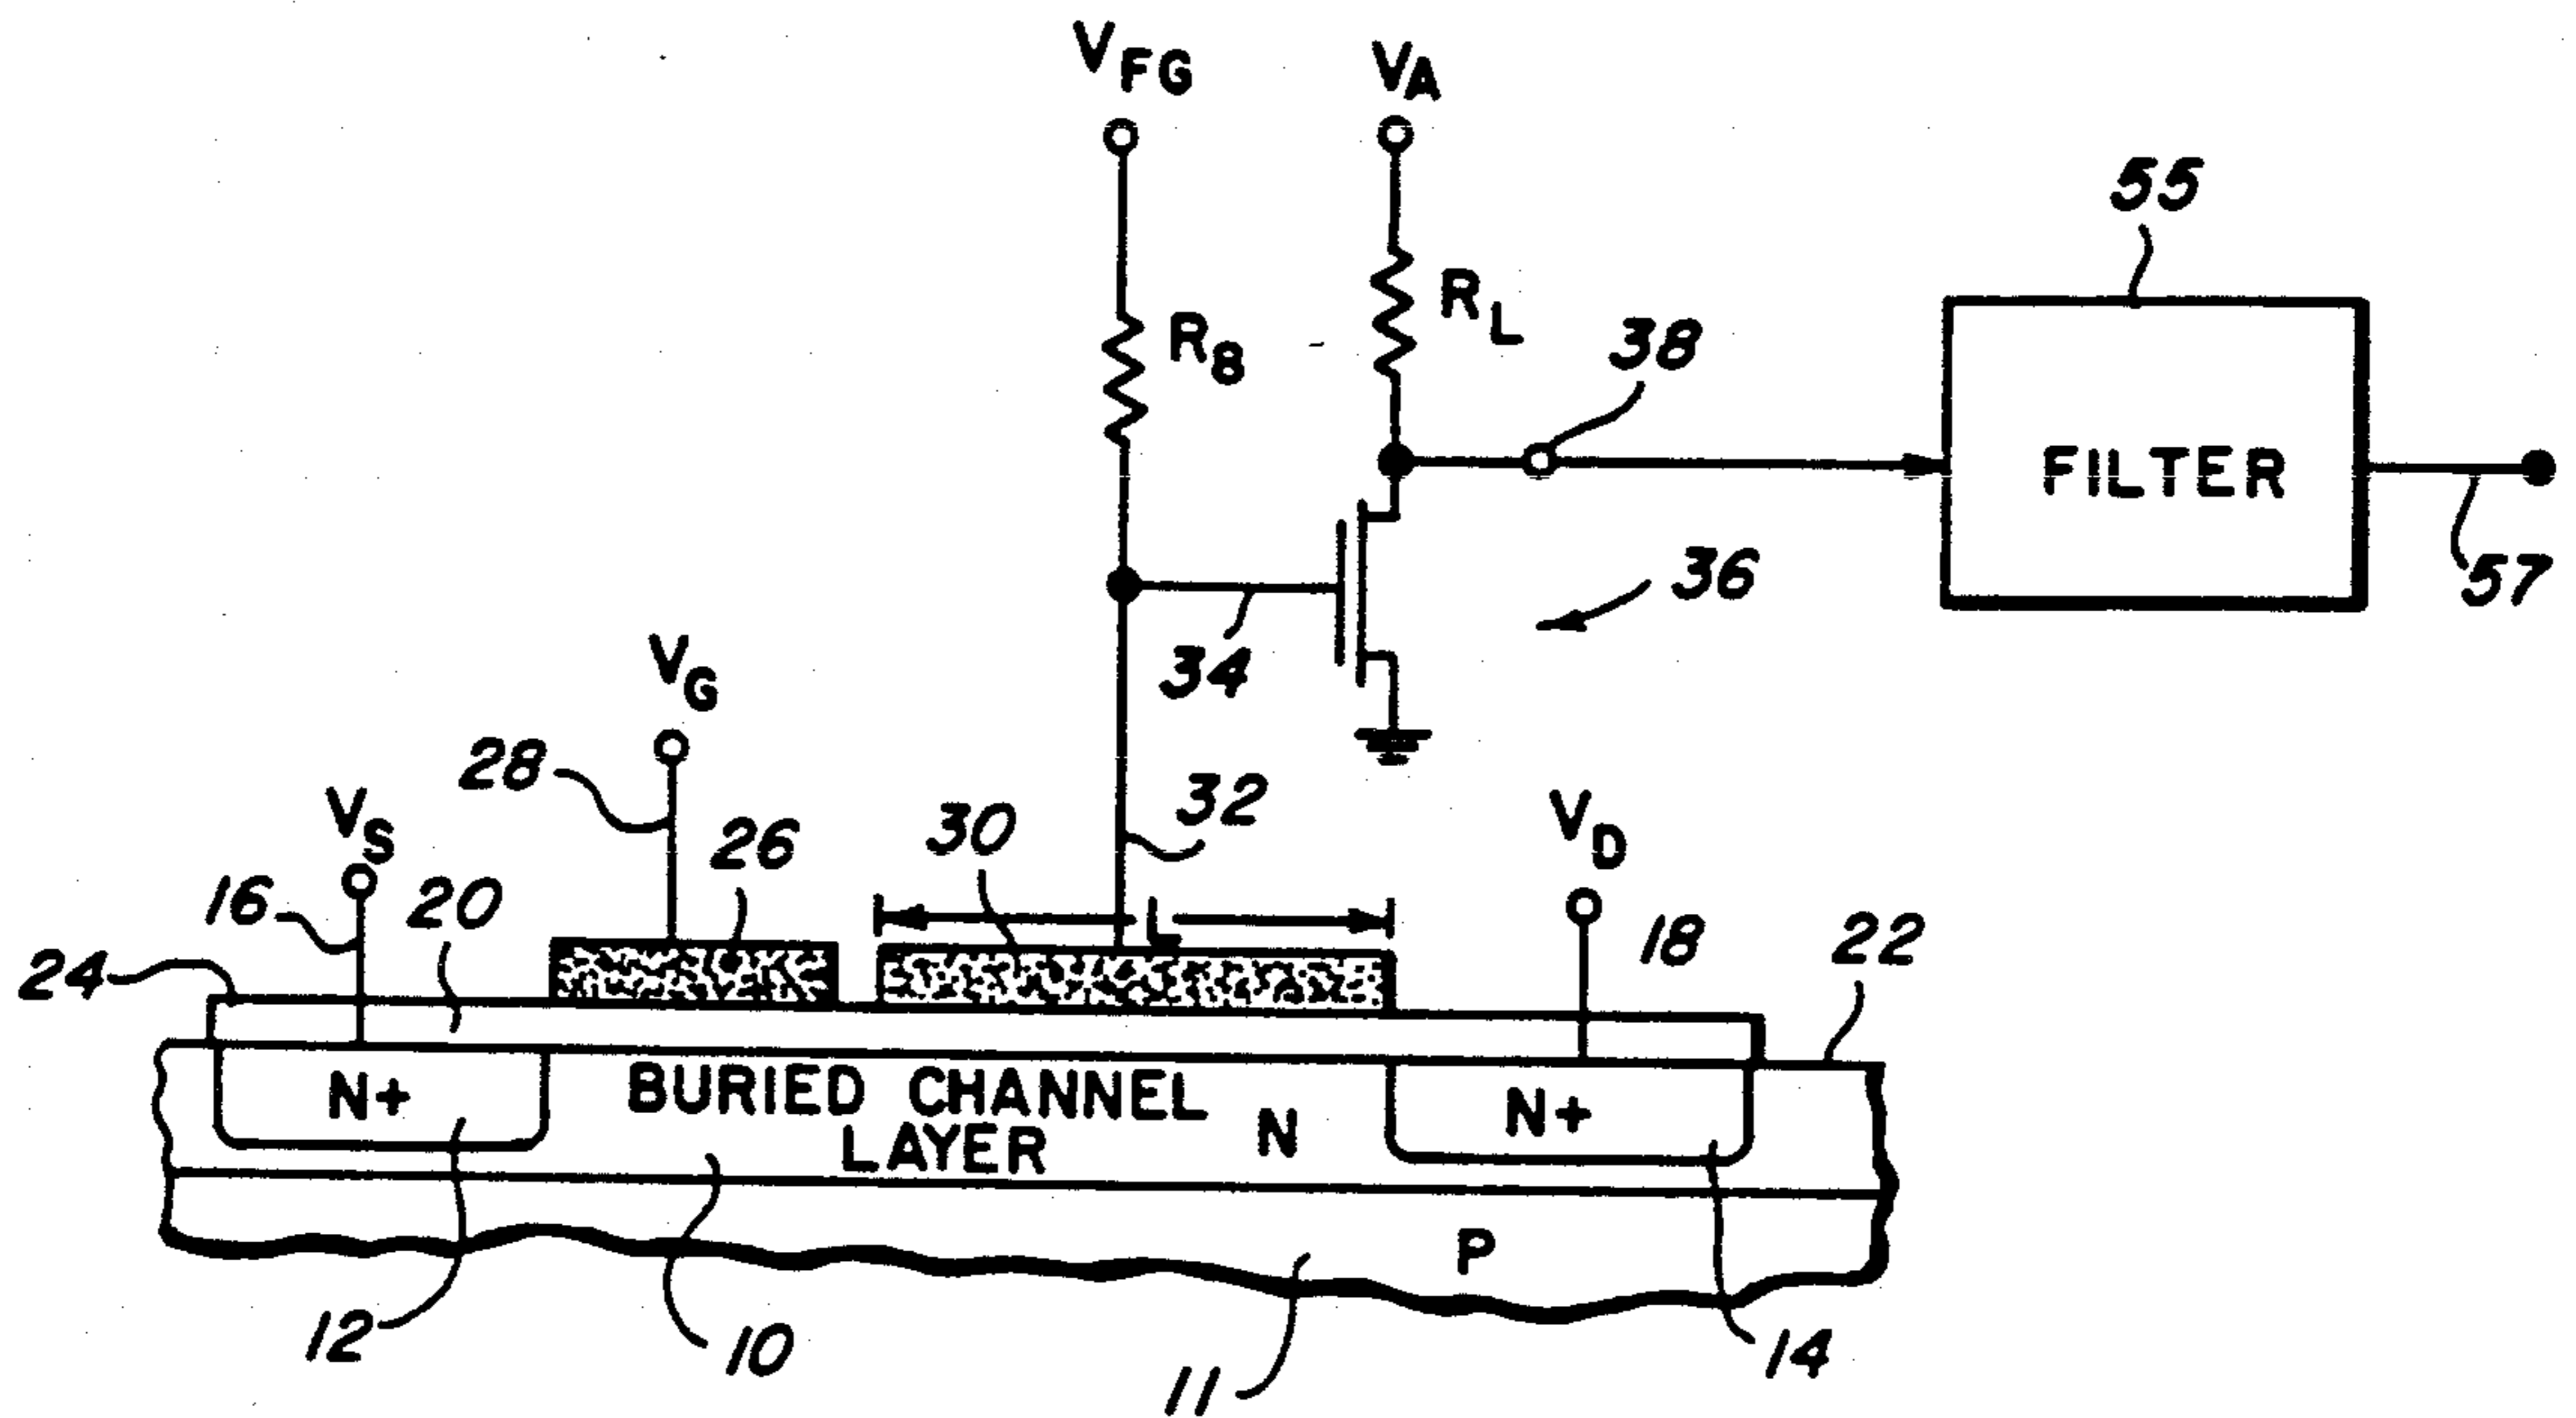 VFG
VA
55
R8
RL
38
FILTER
57
36
34
VG
28
32
VS
26
30
VD
16
20
L
18
22
24
N+
BURIED CHANNEL
LAYER
N
N+
P
12
10
11
14